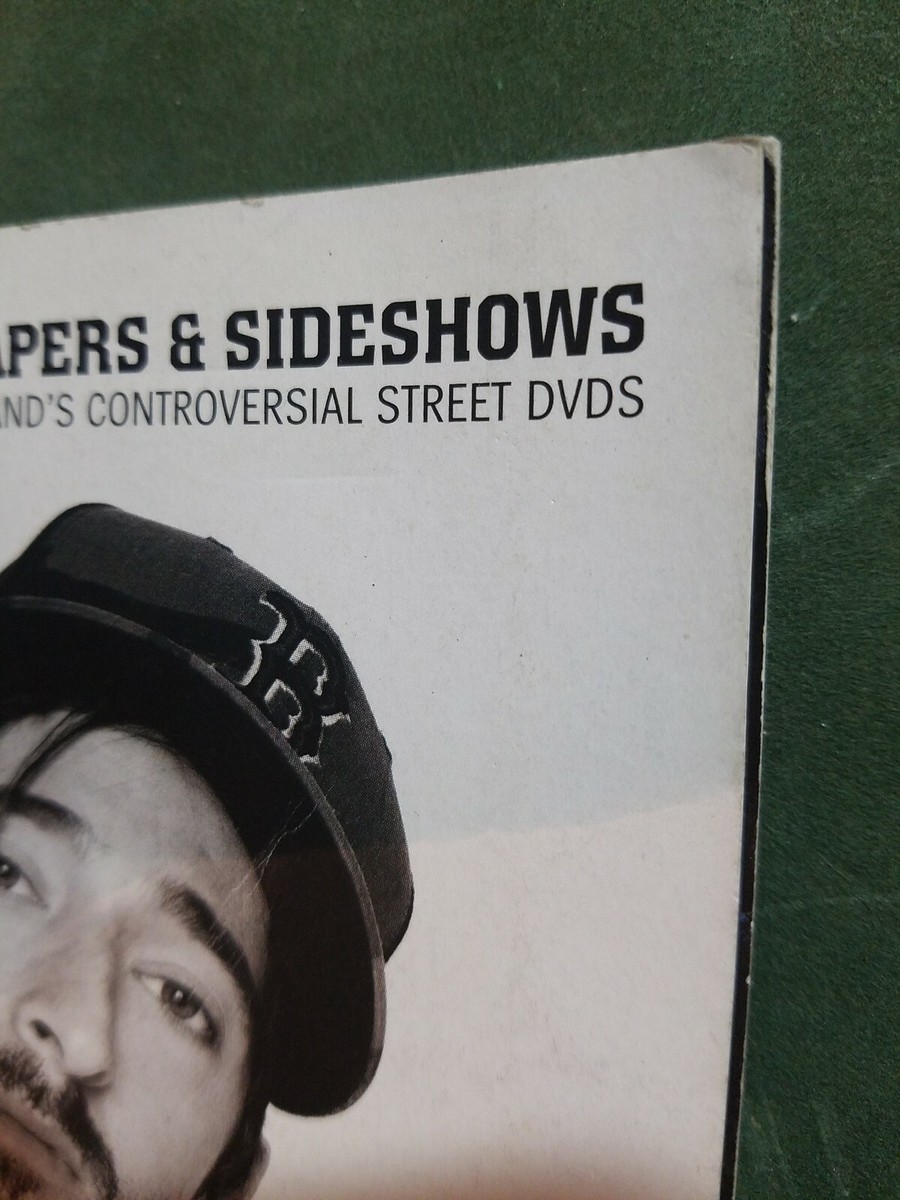 APERS & SIDESHOWS
AND'S CONTROVERSIAL STREET DVDS